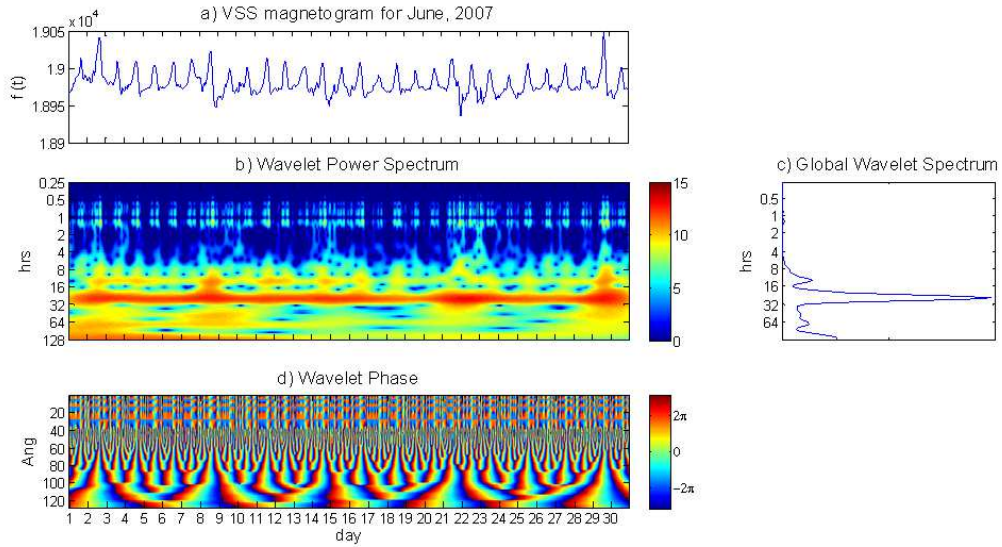 a) VSS magnetogram for June, 2007
x 10⁴
1.905
1.9
1.895
1.89
f (t)
b) Wavelet Power Spectrum
0.25
0.5
1
2
4
8
16
32
64
128
hrs
15
10
5
0
c) Global Wavelet Spectrum
0.5
1
2
4
8
16
32
64
hrs
d) Wavelet Phase
20
40
60
80
100
120
Ang
2π
0
−2π
1 2 3 4 5 6 7 8 9 10 11 12 13 14 15 16 17 18 19 20 21 22 23 24 25 26 27 28 29 30
day